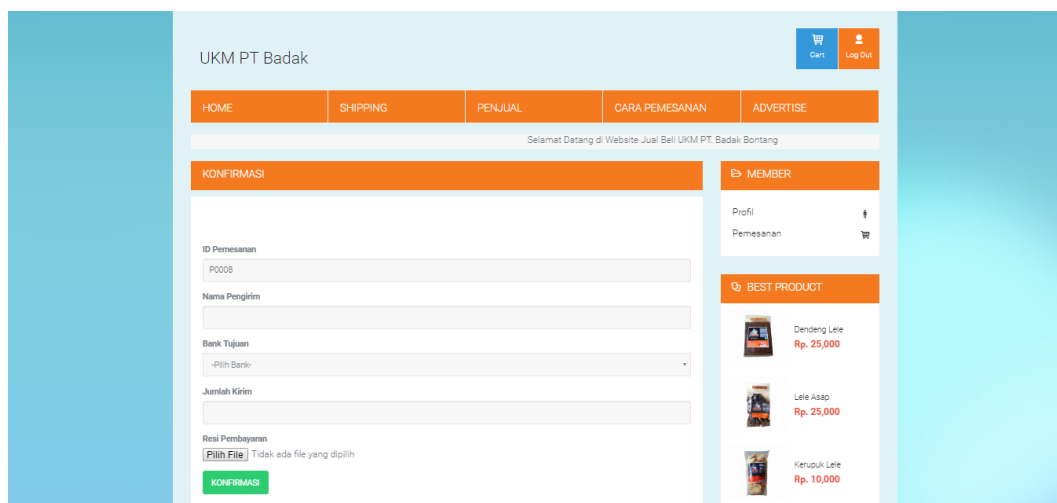 UKM PT Badak
Cart
Log Out
HOME SHIPPING PENJUAL CARA PEMESANAN ADVERTISE
Selamat Datang di Website Jual Beli UKM PT. Badak Bontang
KONFIRMASI
ID Pemesanan
P0008
Nama Pengirim
Bank Tujuan
-Pilih Bank-
Jumlah Kirim
Resi Pembayaran
Pilih File Tidak ada file yang dipilih
KONFIRMASI
MEMBER
Profil
Pemesanan
BEST PRODUCT
Dendeng Lele
Rp. 25,000
Lele Asap
Rp. 25,000
Kerupuk Lele
Rp. 10,000